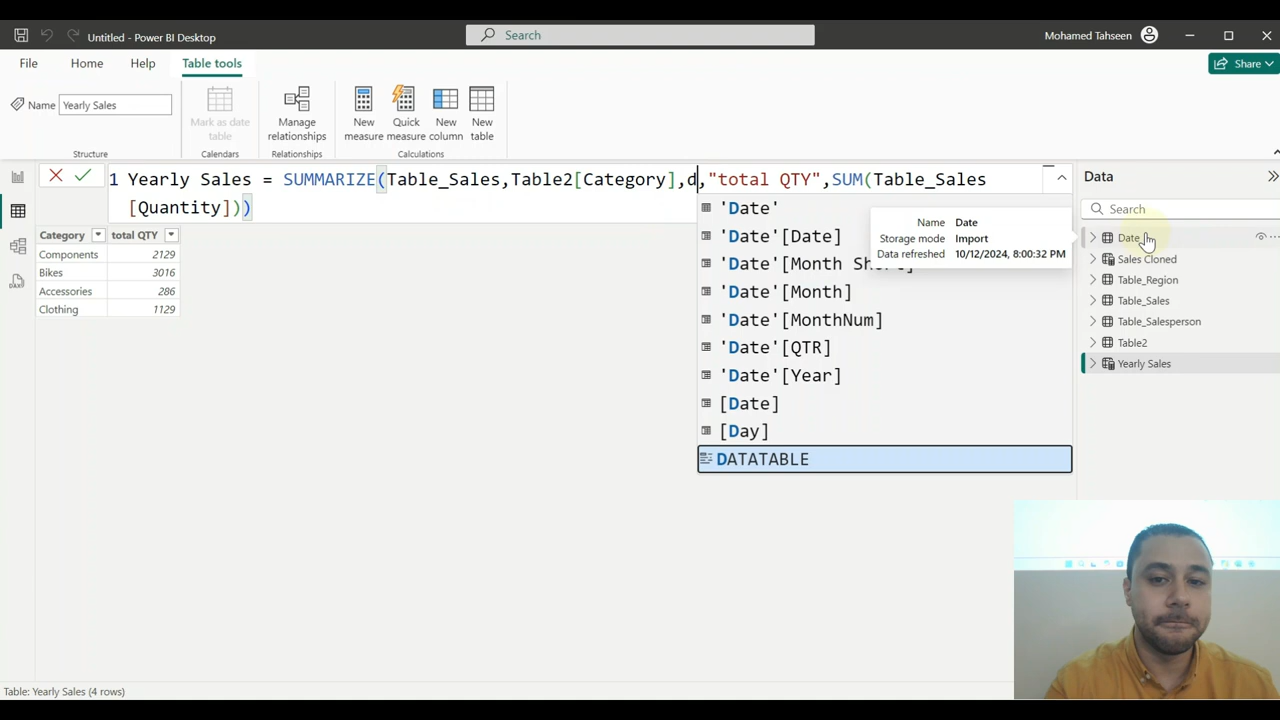 Untitled - Power BI Desktop
Search
Mohamed Tahseen
File
Home
Help
Table tools
Share
Name
Yearly Sales
Mark as date
table
Manage
relationships
New
measure
Quick
measure
New
column
New
table
Structure
Calendars
Relationships
Calculations
1 Yearly Sales = SUMMARIZE(Table_Sales,Table2[Category],d,"total QTY",SUM(Table_Sales
[Quantity]))
Category
total QTY
Components 2129
Bikes 3016
Accessories 286
Clothing 1129
'Date'
'Date'[Date]
'Date'[Month Short]
'Date'[Month]
'Date'[MonthNum]
'Date'[QTR]
'Date'[Year]
[Date]
[Day]
DATATABLE
Name Date
Storage mode Import
Data refreshed 10/12/2024, 8:00:32 PM
Data
Search
Date
Sales Cloned
Table_Region
Table_Sales
Table_Salesperson
Table2
Yearly Sales
Table: Yearly Sales (4 rows)